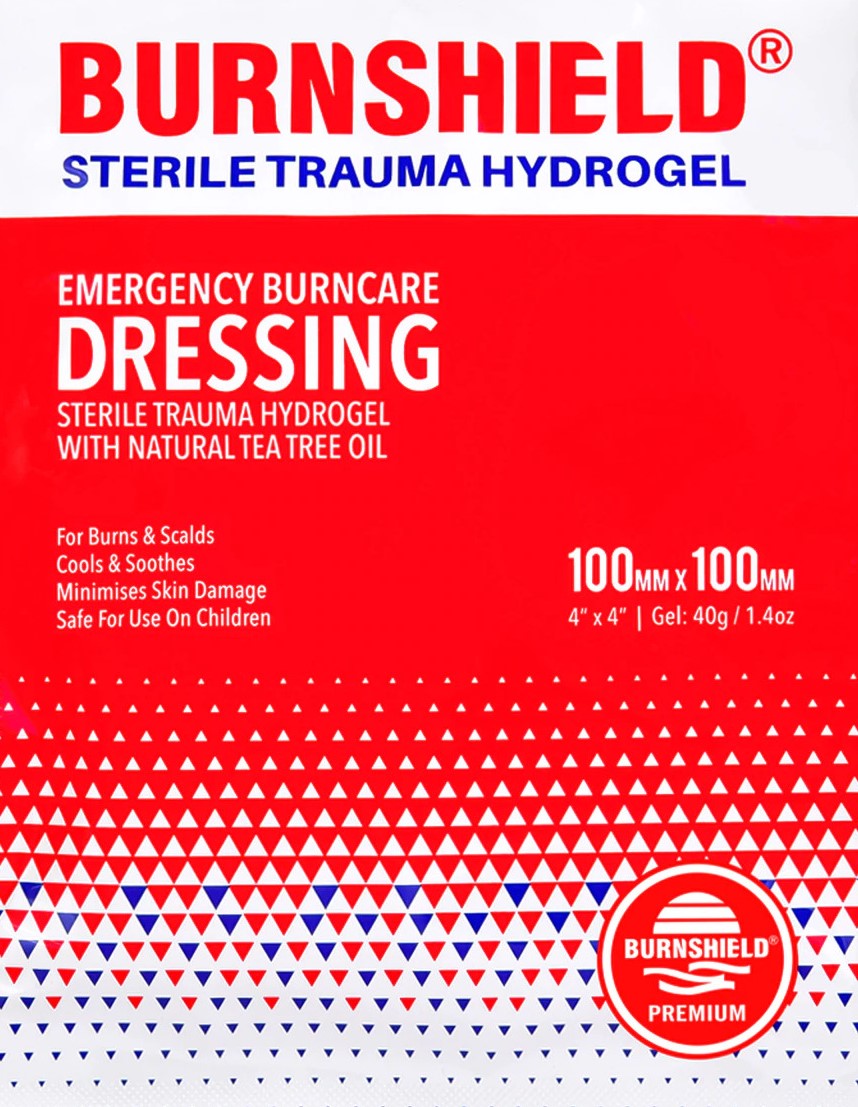 BURNSHIELD®
STERILE TRAUMA HYDROGEL
EMERGENCY BURNCARE
DRESSING
STERILE TRAUMA HYDROGEL
WITH NATURAL TEA TREE OIL
For Burns & Scalds
Cools & Soothes
Minimises Skin Damage
Safe For Use On Children
100MM X 100MM
4" x 4" | Gel: 40g / 1.4oz
BURNSHIELD®
PREMIUM